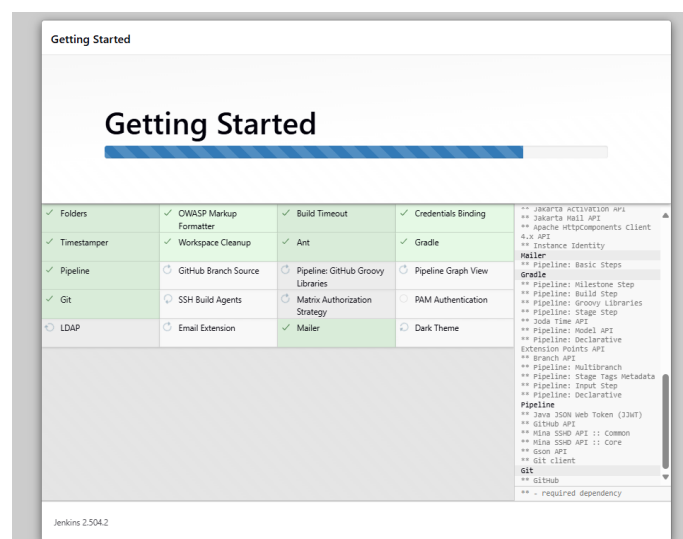 Getting Started
Getting Started
Folders
OWASP Markup
Formatter
Build Timeout
Credentials Binding
Timestamper
Workspace Cleanup
Ant
Gradle
Pipeline
GitHub Branch Source
Pipeline: GitHub Groovy
Libraries
Pipeline Graph View
Git
SSH Build Agents
Matrix Authorization
Strategy
PAM Authentication
LDAP
Email Extension
Mailer
Dark Theme
** Jakarta Activation API
** Jakarta Mail API
** Apache HttpComponents Client
4.x API
** Instance Identity
Mailer
** Pipeline: Basic Steps
Gradle
** Pipeline: Milestone Step
** Pipeline: Build Step
** Pipeline: Groovy Libraries
** Pipeline: Stage Step
** Joda Time API
** Pipeline: Model API
** Pipeline: Declarative
Extension Points API
** Branch API
** Pipeline: Multibranch
** Pipeline: Stage Tags Metadata
** Pipeline: Input Step
** Pipeline: Declarative
Pipeline
** Java JSON Web Token (JJWT)
** GitHub API
** Mina SSHD API :: Common
** Mina SSHD API :: Core
** Gson API
** Git client
Git
** GitHub
** - required dependency
Jenkins 2.504.2